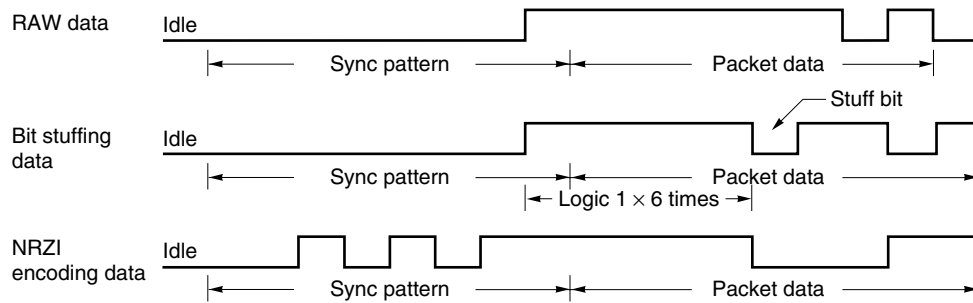 RAW data
Idle
Sync pattern
Packet data
Stuff bit
Bit stuffing
data
Idle
Sync pattern
Packet data
Logic 1 × 6 times
NRZI
encoding data
Idle
Sync pattern
Packet data